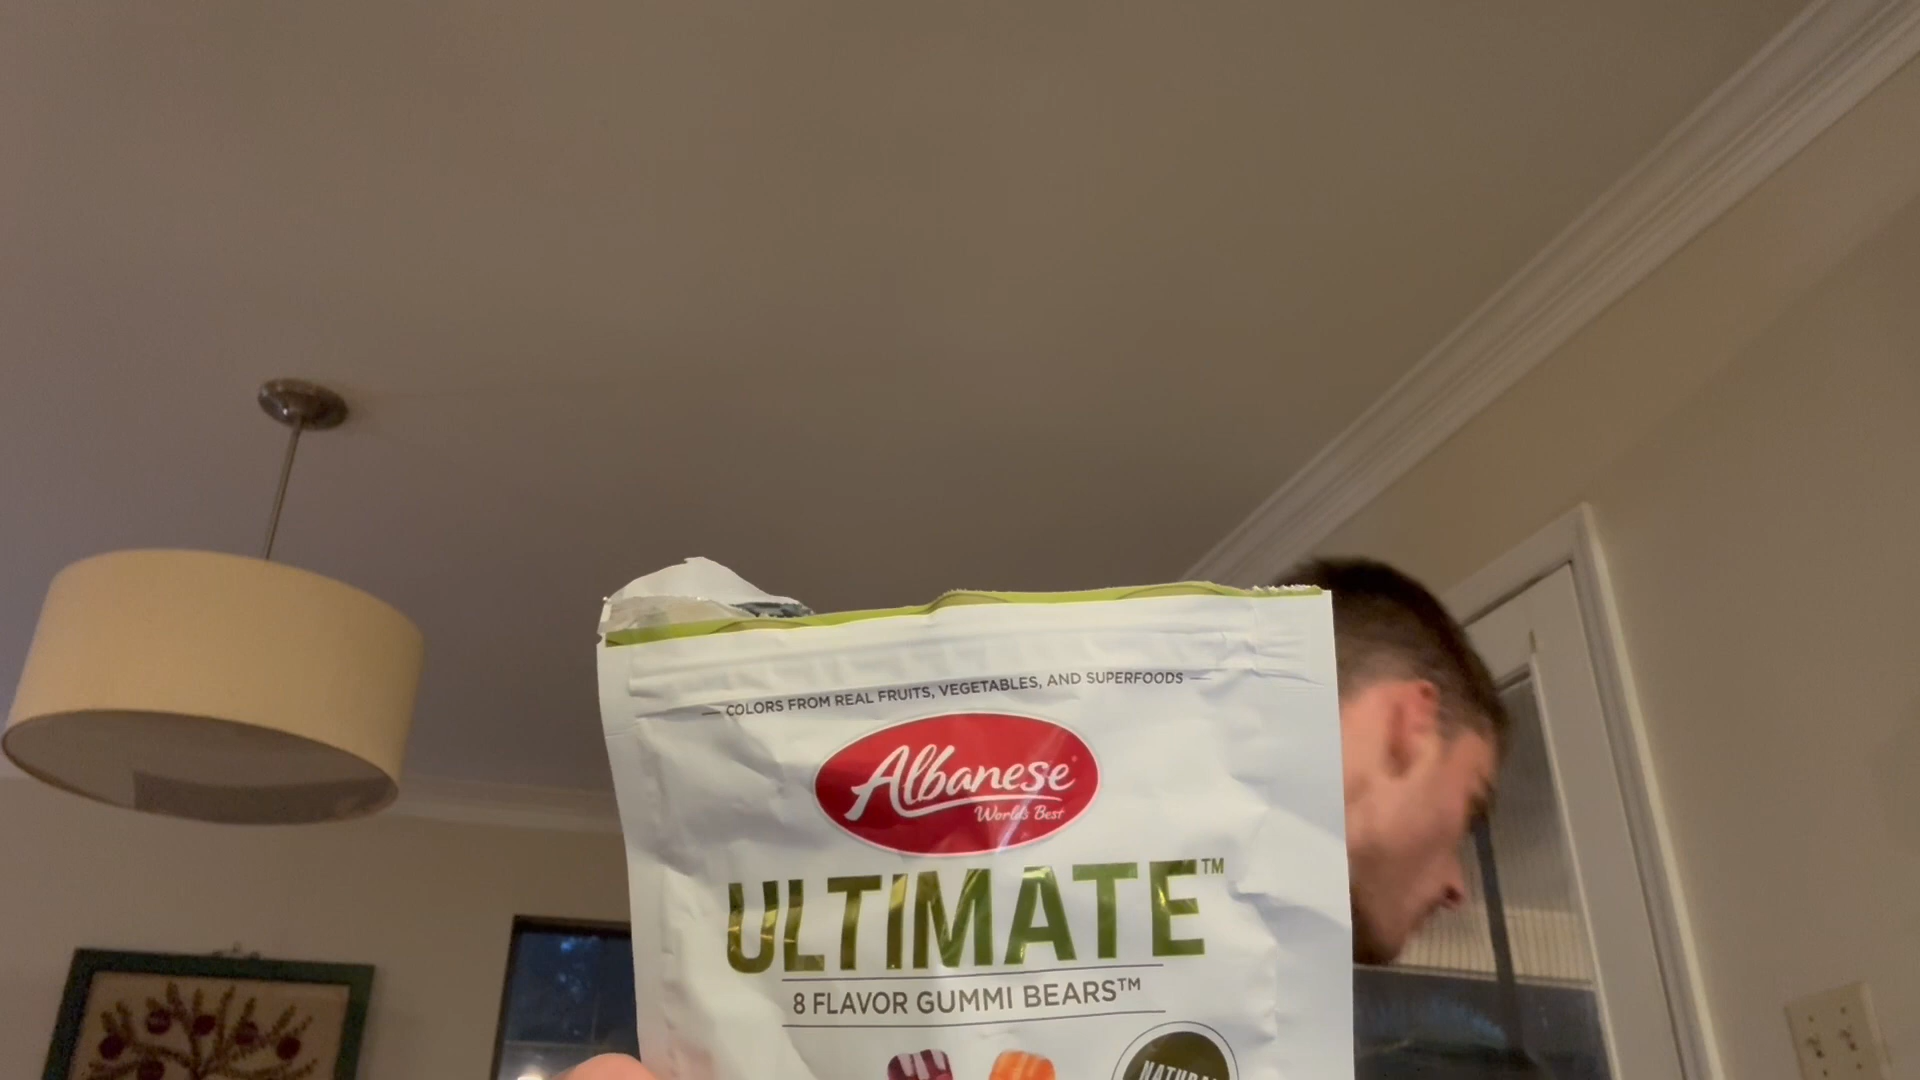 COLORS FROM REAL FRUITS, VEGETABLES, AND SUPERFOODS
Albanese
World's Best
ULTIMATE™
8 FLAVOR GUMMI BEARS™